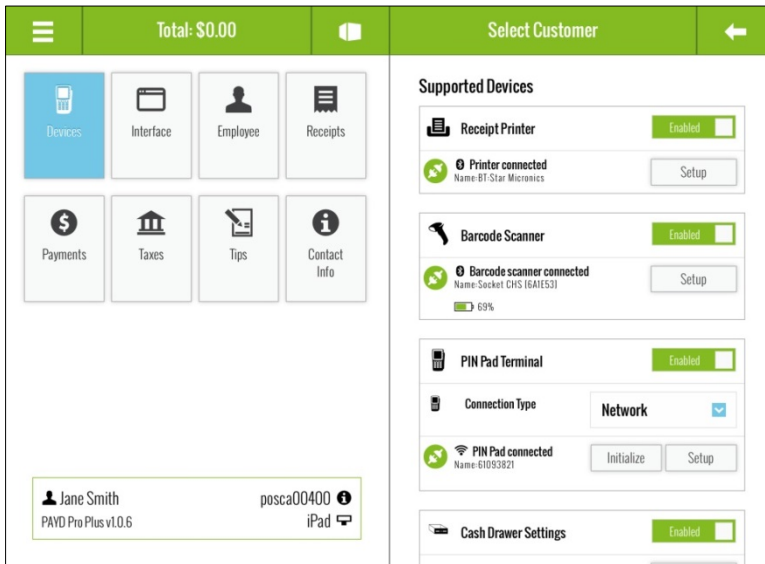 Total: $0.00
Select Customer
Devices
Interface
Employee
Receipts
Payments
Taxes
Tips
Contact
Info
Jane Smith
posca00400
PAYD Pro Plus v1.0.6
iPad
Supported Devices
Receipt Printer
Enabled
Printer connected
Name:BT-Star Micronics
Setup
Barcode Scanner
Enabled
Barcode scanner connected
Name:Socket CHS [6A1E53]
Setup
69%
PIN Pad Terminal
Enabled
Connection Type
Network
PIN Pad connected
Name:61093821
Initialize
Setup
Cash Drawer Settings
Enabled